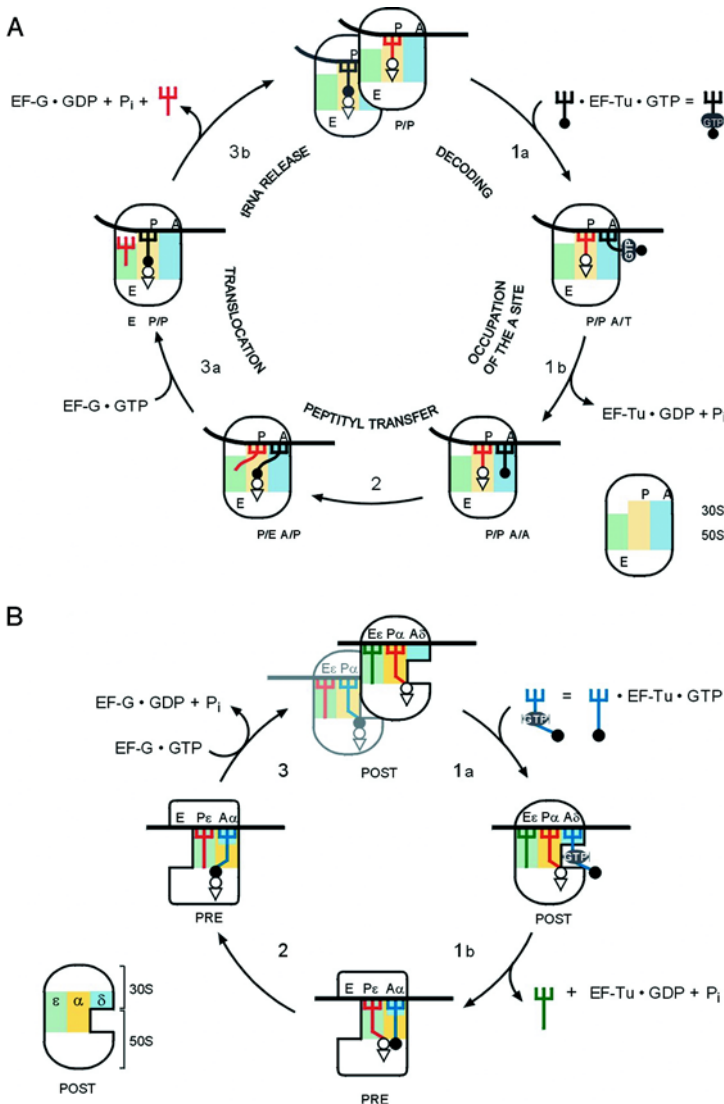 A
P A
E
P/P
EF-G • GDP + Pi +
3b
tRNA RELEASE
DECODING
1a
• EF-Tu • GTP =
GTP
P A
E
E P/P
P A
GTP
E
P/P A/T
TRANSLOCATION
OCCUPATION
OF THE A SITE
3a
EF-G • GTP
PEPTITYL TRANSFER
1b
EF-Tu • GDP + Pi
P A
E
P/E A/P
2
P A
E
P/P A/A
P A
30S
50S
E
B
Eε Pα Aδ
Eε Pα
POST
EF-G • GDP + Pi
EF-G • GTP
3
1a
GTP
= • EF-Tu • GTP
E Pε Aα
PRE
Eε Pα Aδ
GTP
POST
2
1b
+ EF-Tu • GDP + Pi
E Pε Aα
PRE
ε α δ
30S
50S
POST